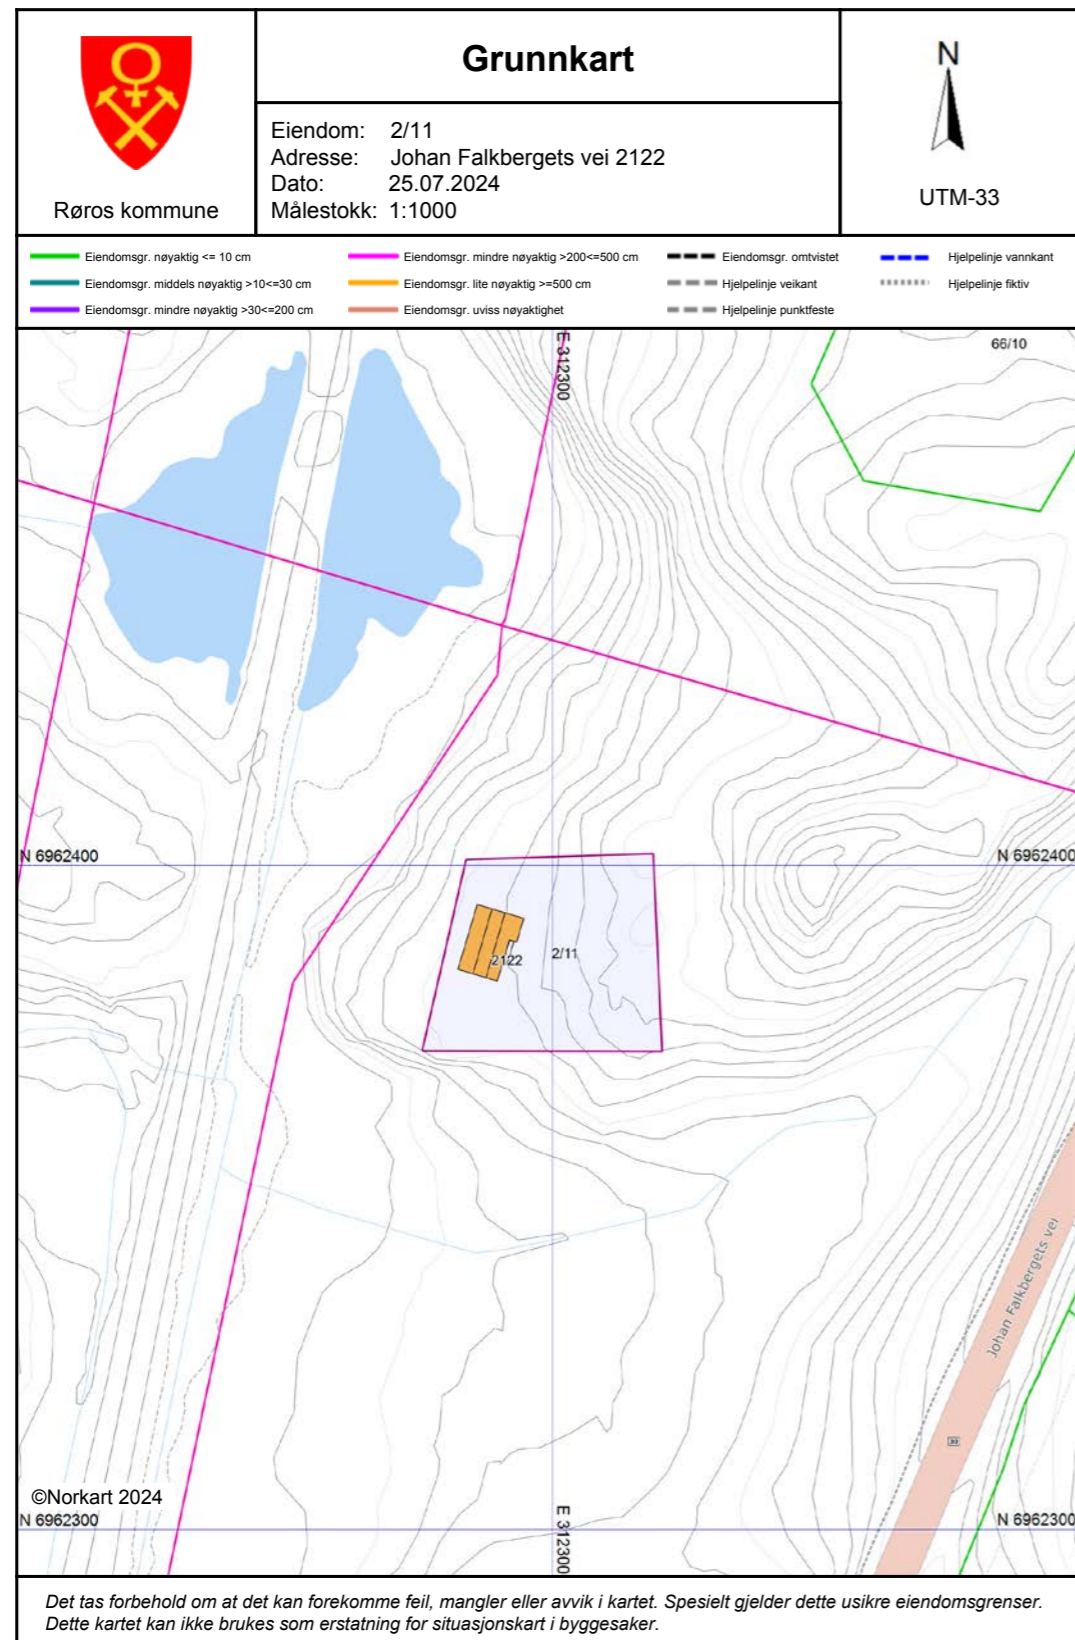 Grunnkart
Røros kommune
Eiendom: 2/11
Adresse: Johan Falkbergets vei 2122
Dato: 25.07.2024
Målestokk: 1:1000
N
UTM-33
Eiendomsgr. nøyaktig <= 10 cm
Eiendomsgr. middels nøyaktig >10<=30 cm
Eiendomsgr. mindre nøyaktig >30<=200 cm
Eiendomsgr. mindre nøyaktig >200<=500 cm
Eiendomsgr. lite nøyaktig >=500 cm
Eiendomsgr. uviss nøyaktighet
Eiendomsgr. omtvistet
Hjelpelinje veikant
Hjelpelinje punktfeste
Hjelpelinje vannkant
Hjelpelinje fiktiv
E 312300
66/10
N 6962400
N 6962400
2122
2/11
Johan Falkbergets vei
©Norkart 2024
N 6962300
E 312300
N 6962300
Det tas forbehold om at det kan forekomme feil, mangler eller avvik i kartet. Spesielt gjelder dette usikre eiendomsgrenser.
Dette kartet kan ikke brukes som erstatning for situasjonskart i byggesaker.